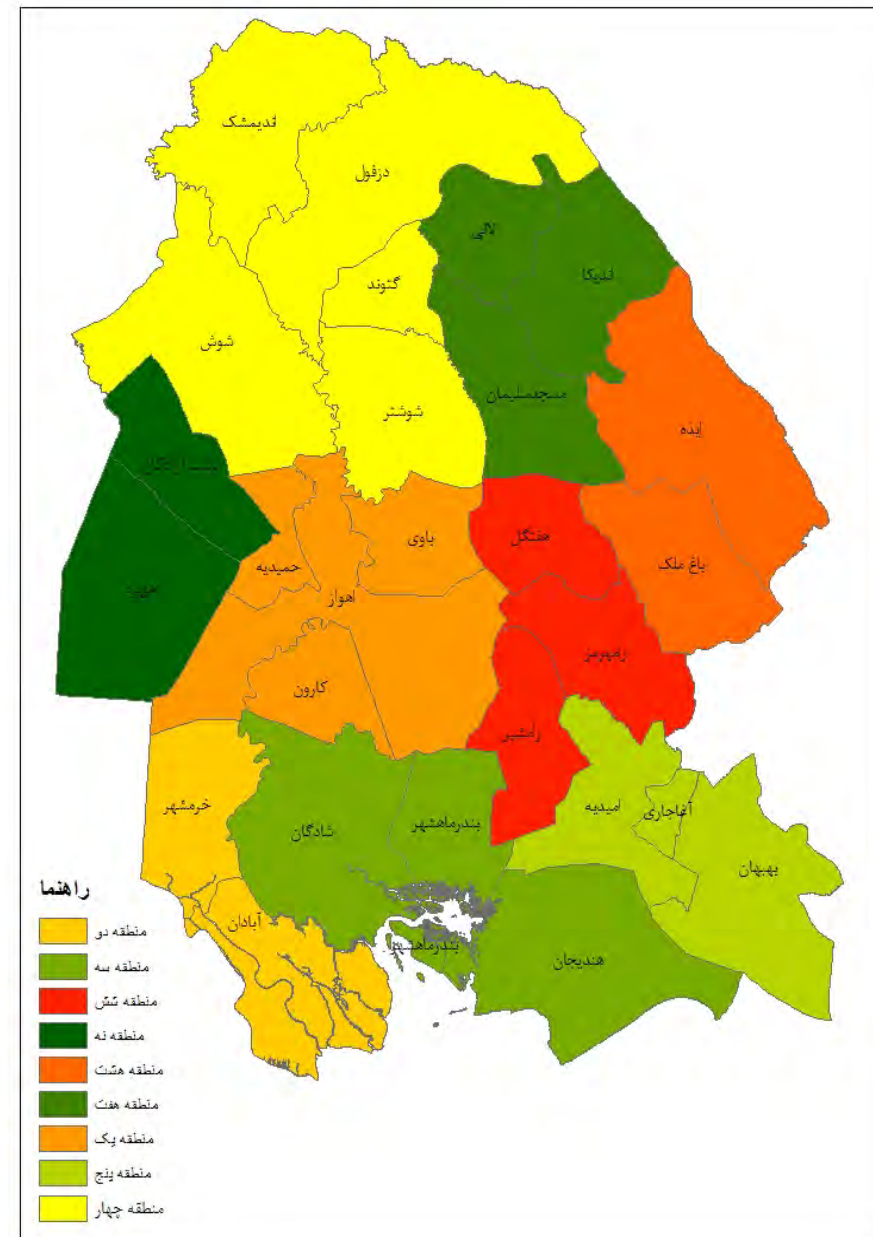 اندیمشک
دزفول
لالی
اندیکا
گتوند
شوش
شوشتر
مسجدسلیمان
ایذه
باوی
هفتگل
باغ ملک
حمیدیه
اهواز
رامهرمز
کارون
رامشیر
خرمشهر
شادگان
بندرماهشهر
امیدیه
آغاجاری
بهبهان
آبادان
بندرماهشهر
هندیجان
راهنما
منطقه دو
منطقه سه
منطقه شش
منطقه نه
منطقه هشت
منطقه هفت
منطقه یک
منطقه پنج
منطقه چهار